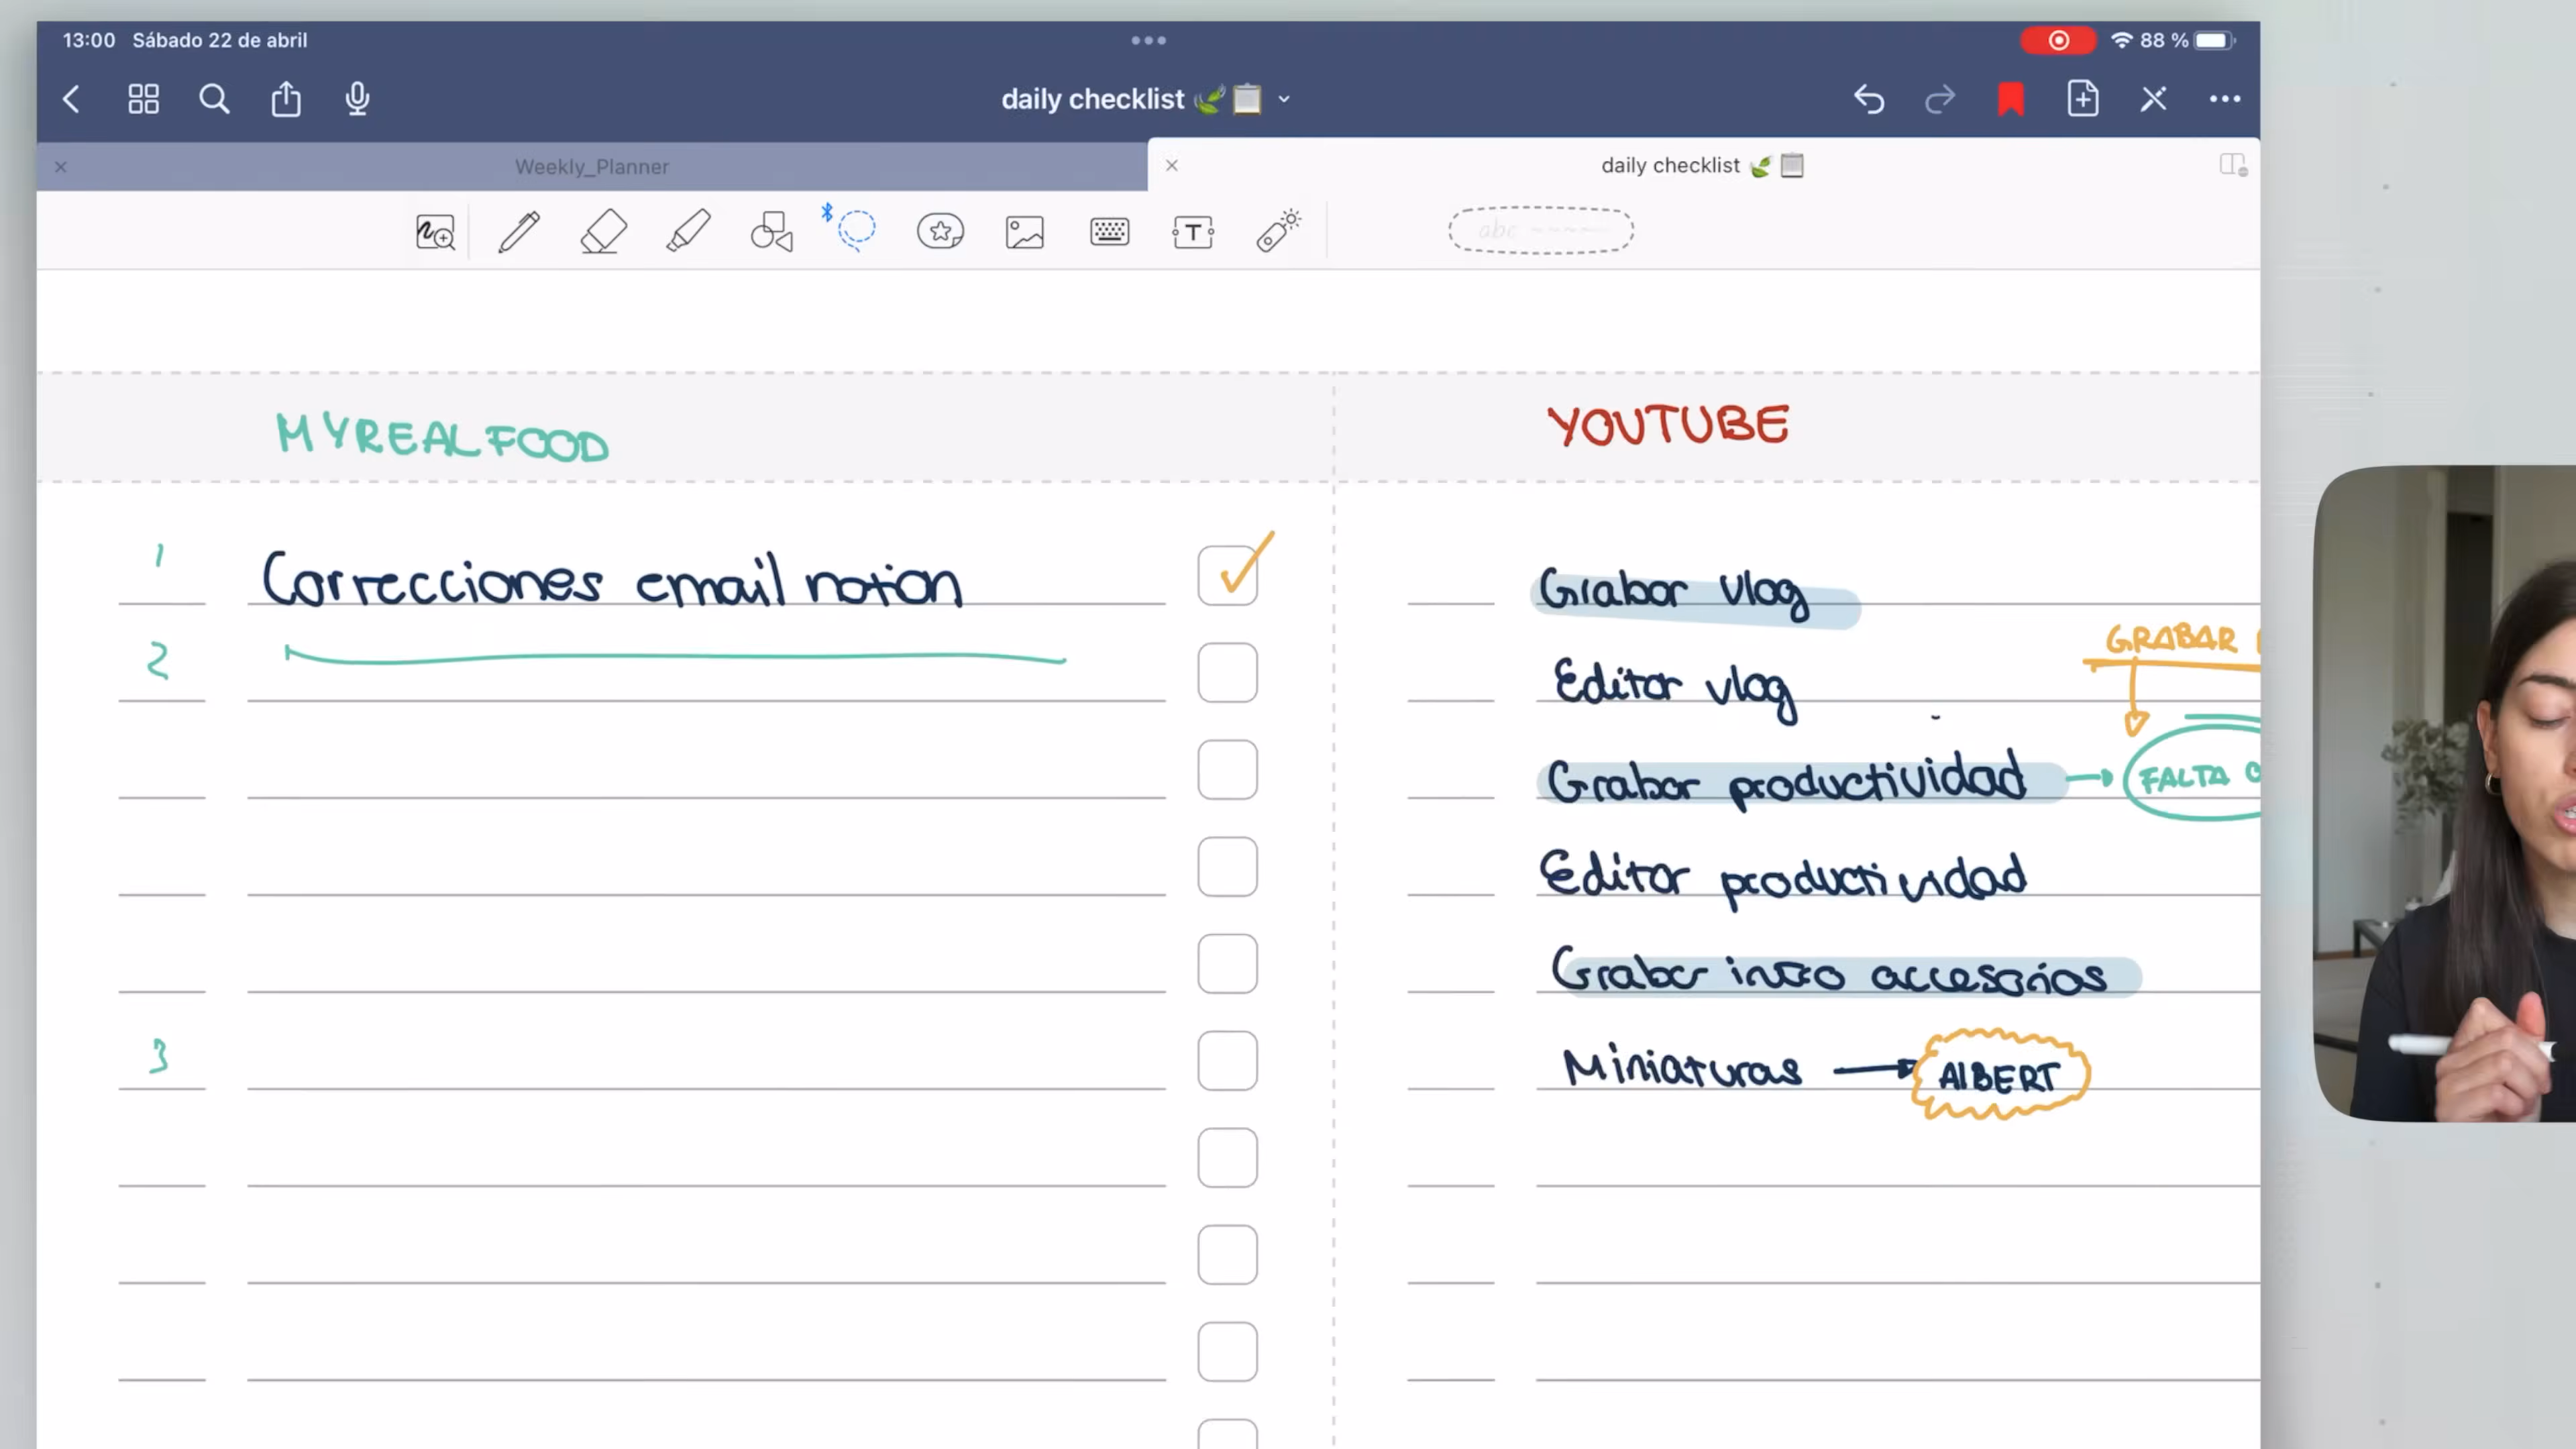 13:00 Sábado 22 de abril
88 %
daily checklist
Weekly_Planner
daily checklist
T
abc
MYREALFOOD
YOUTUBE
1 Correcciones email notion
2
3
Grabar vlog
GRABAR
Editar vlog
Grabar productividad → FALTA
Editar productividad
Grabar intro accesorios
Miniaturas → AlBERT